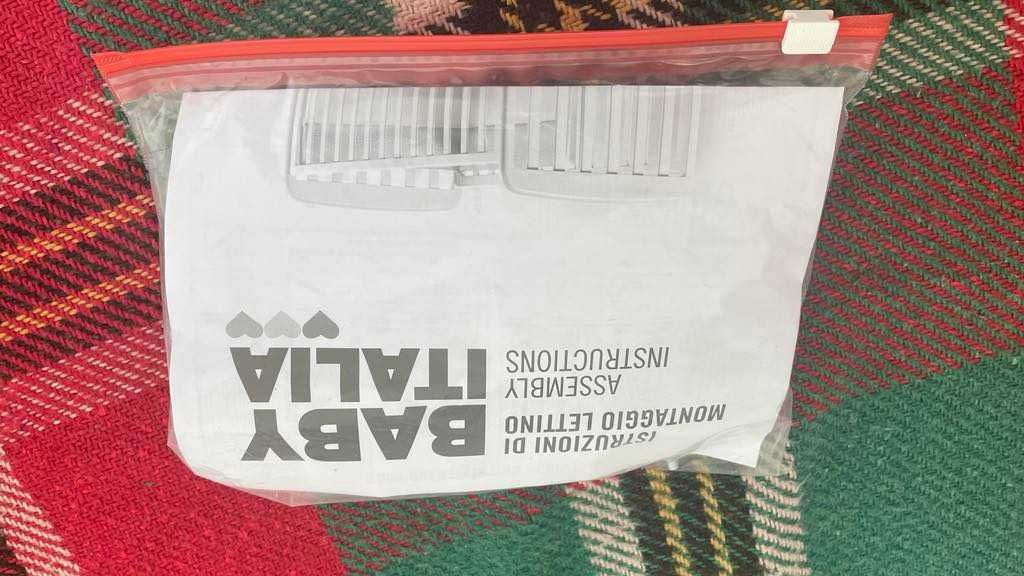 ISTRUZIONI DI
MONTAGGIO LETTINO
ASSEMBLY
INSTRUCTIONS
BABY
ITALIA